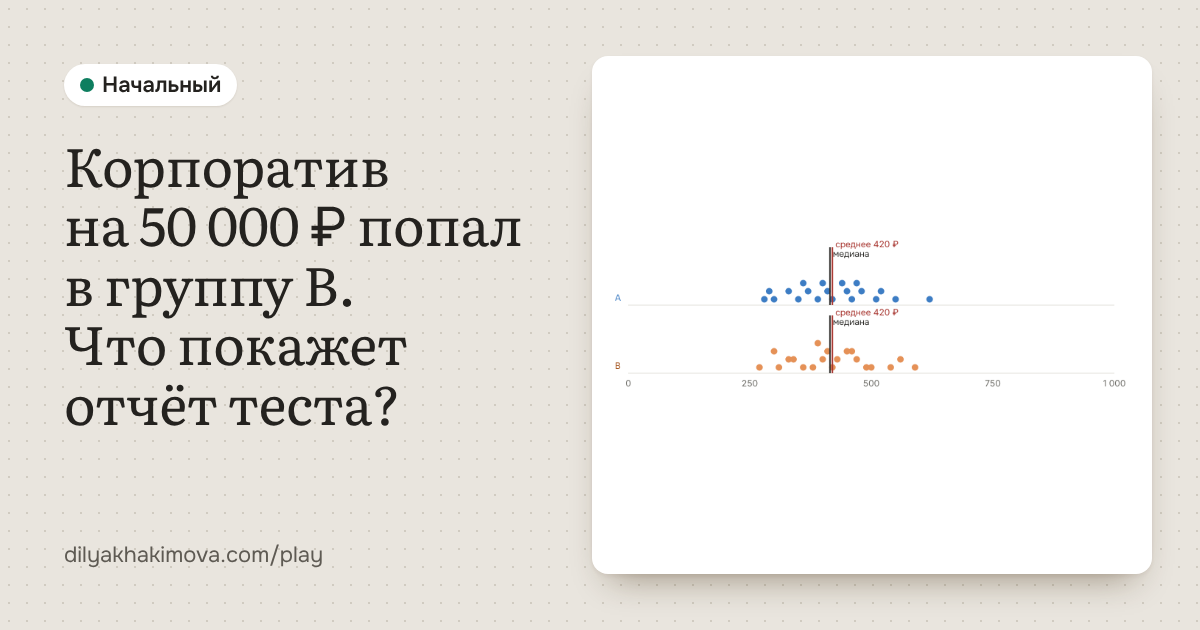 Начальный
Корпоратив
на 50 000 ₽ попал
в группу B.
Что покажет
отчёт теста?
dilyakhakimova.com/play
среднее 420 ₽
медиана
A
среднее 420 ₽
медиана
B
0 250 500 750 1 000